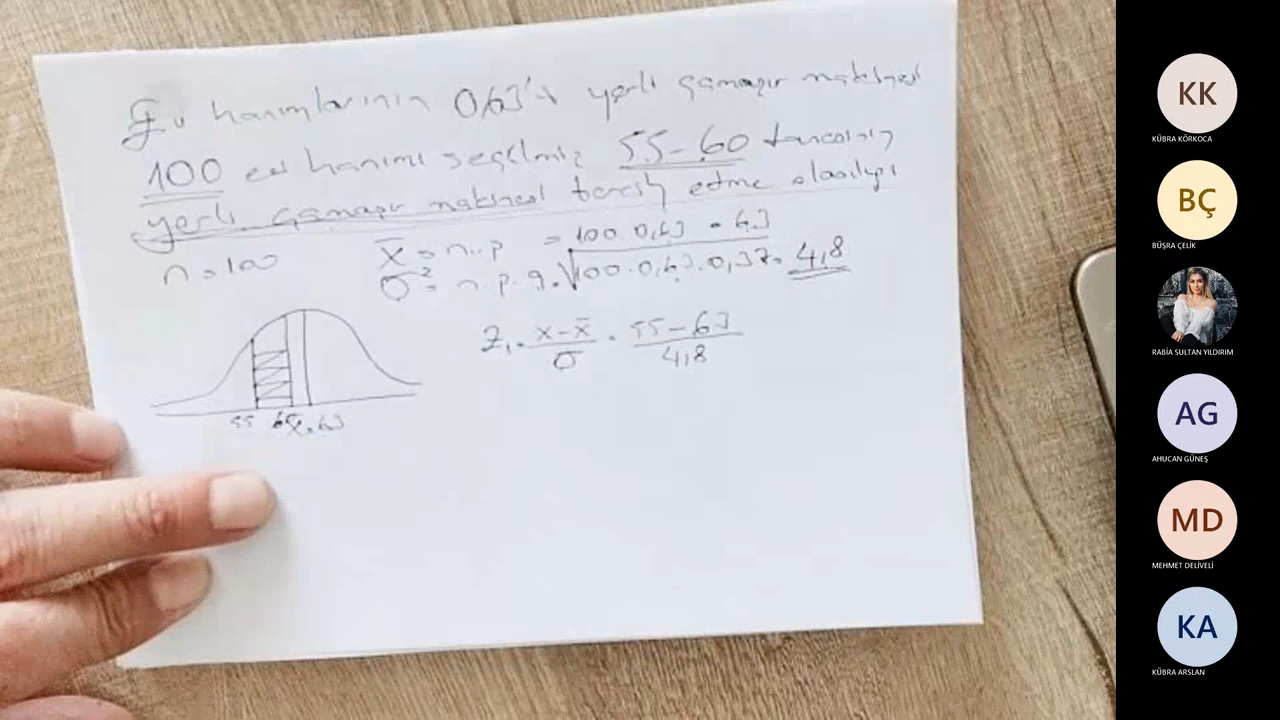 Ev hanımlarının 0,63'ü yerli çamaşır makinesi
100 ev hanımı seçilmiş 55-60 tanesinin
yerli çamaşır makinesi tercih etme olasılığı
n = 100
x̄ = n.p = 100 0,63 = 63
σ² = n.p.q = √100.0,63.0,37 = 4,8
Z₁ = x-x̄/σ = 55-63/4,8
55 60 x̄=63
KK
KÜBRA KÖRKOCA
BÇ
BÜŞRA ÇELİK
RABİA SULTAN YILDIRIM
AG
AHUCAN GÜNEŞ
MD
MEHMET DELİVELİ
KA
KÜBRA ARSLAN